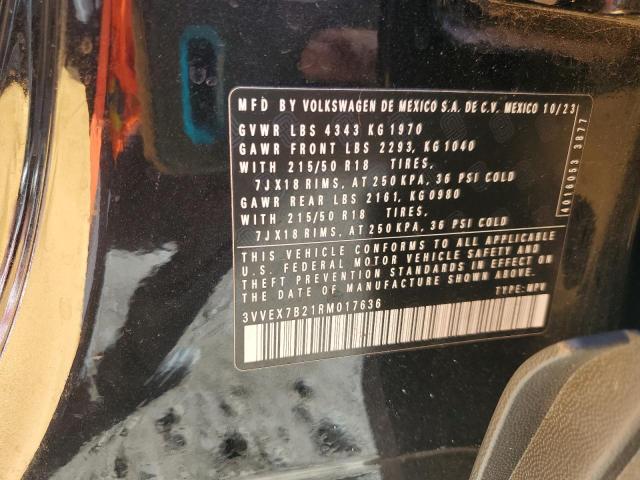 MFD BY VOLKSWAGEN DE MEXICO S.A. DE C.V. MEXICO 10/23
GVWR LBS 4343 KG 1970
GAWR FRONT LBS 2293, KG 1040
WITH 215/50 R18 TIRES.
7JX18 RIMS, AT 250 KPA, 36 PSI COLD
GAWR REAR LBS 2161, KG 0980
WITH 215/50 R18 TIRES.
7JX18 RIMS, AT 250 KPA, 36 PSI COLD
THIS VEHICLE CONFORMS TO ALL APPLICABLE
U.S. FEDERAL MOTOR VEHICLE SAFETY AND
THEFT PREVENTION STANDARDS IN EFFECT ON
THE DATE OF MANUFACTURE SHOWN ABOVE.
TYPE: MPV
3VVEX7B21RM017636
4016053 3877